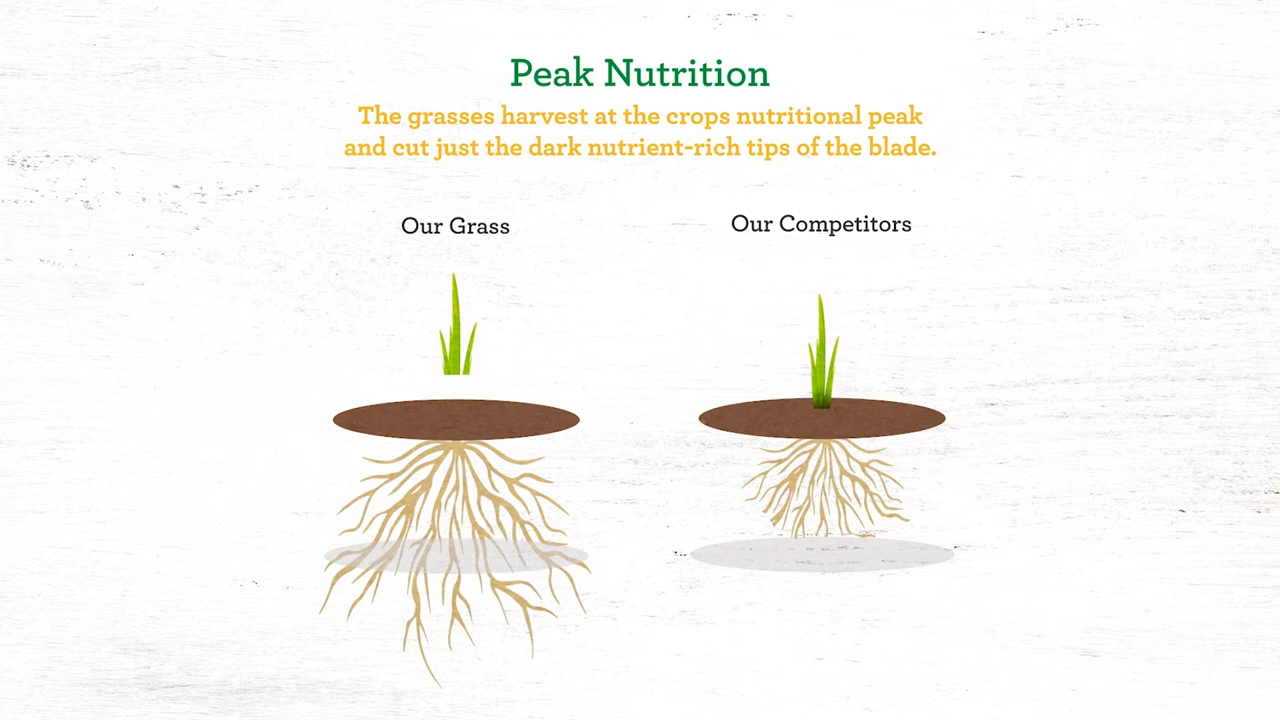 Peak Nutrition
The grasses harvest at the crops nutritional peak
and cut just the dark nutrient-rich tips of the blade.
Our Grass
Our Competitors